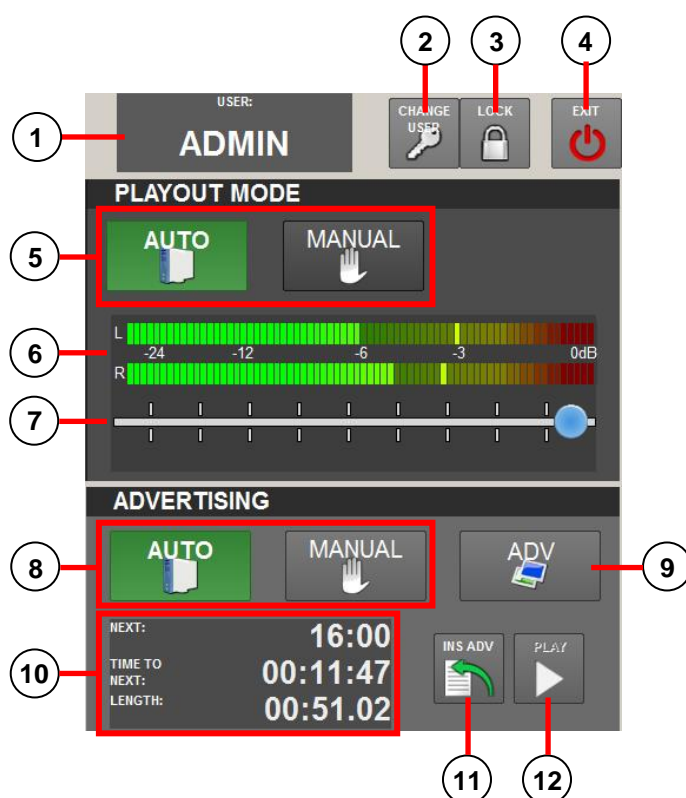 2
3
4
1
USER:
ADMIN
CHANGE
USER
LOCK
EXIT
PLAYOUT MODE
5
AUTO
MANUAL
6
L
-24 -12 -6 -3 0dB
R
7
ADVERTISING
8
AUTO
MANUAL
ADV
9
10
NEXT: 16:00
TIME TO
NEXT: 00:11:47
LENGTH: 00:51.02
INS ADV
PLAY
11
12